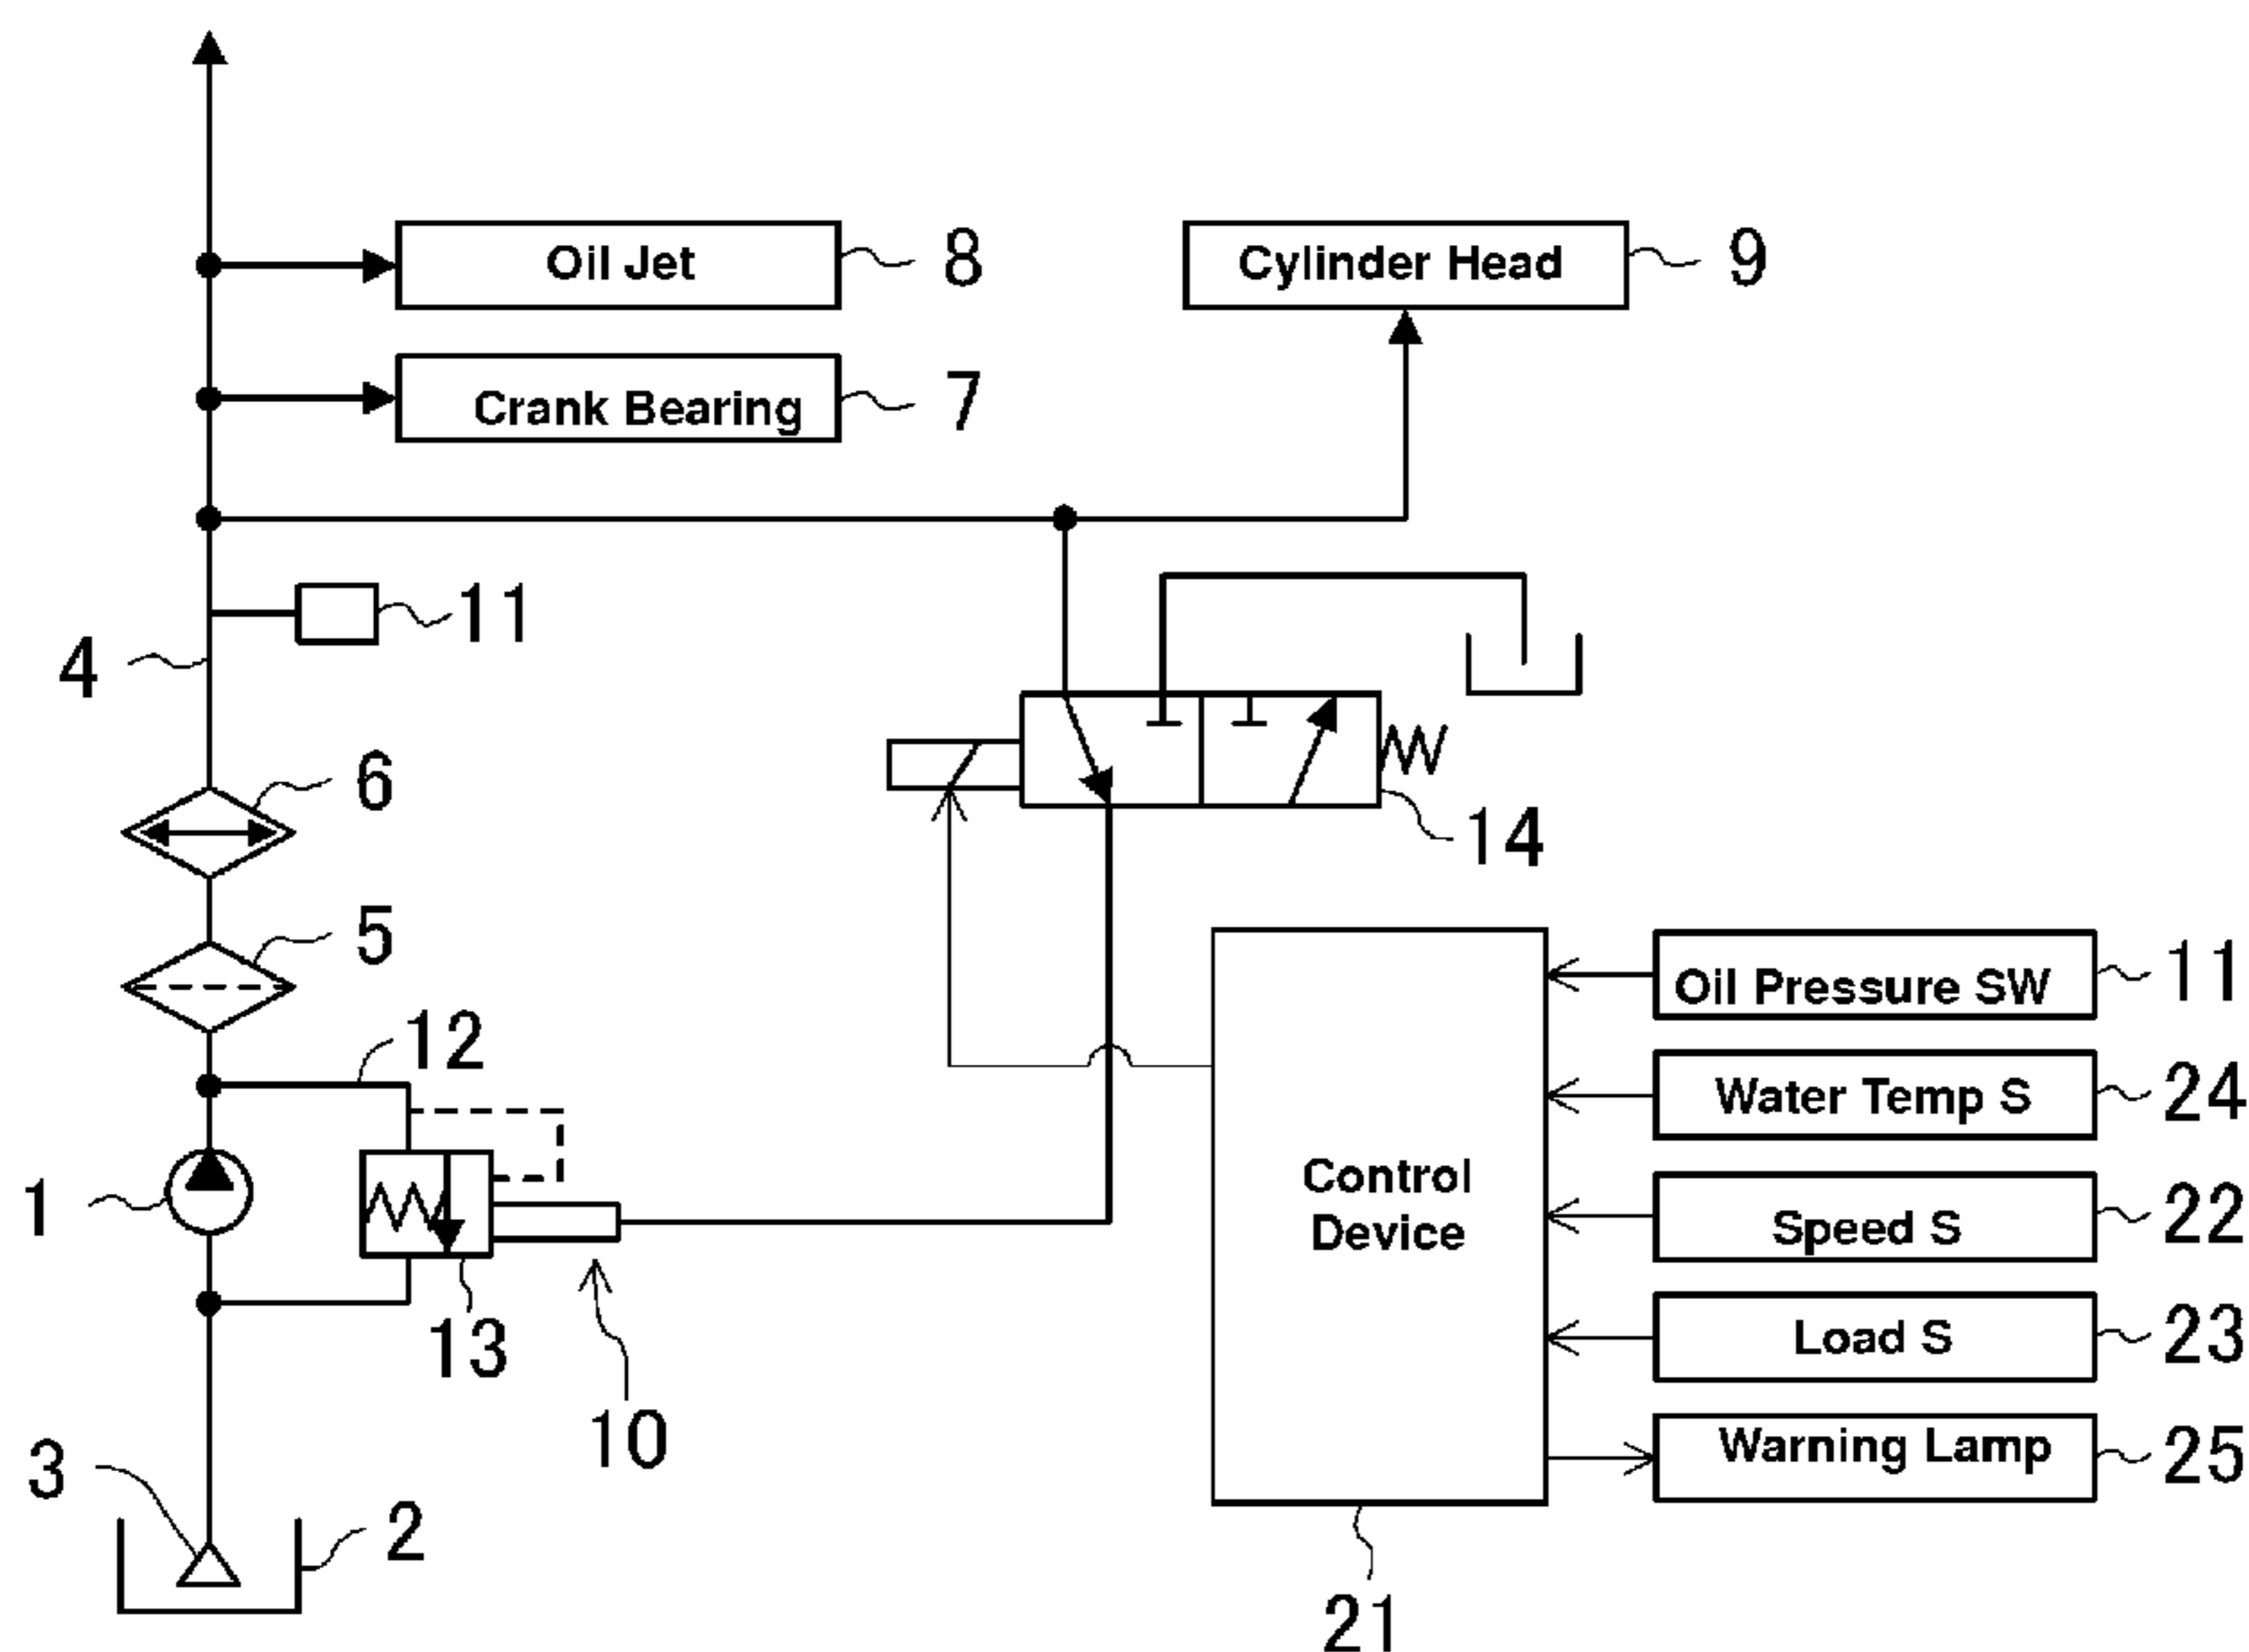 Oil Jet
8
Cylinder Head
9
Crank Bearing
7
11
4
6
14
5
Oil Pressure SW
11
12
Water Temp S
24
1
Control
Device
Speed S
22
13
Load S
23
10
Warning Lamp
25
3
2
21